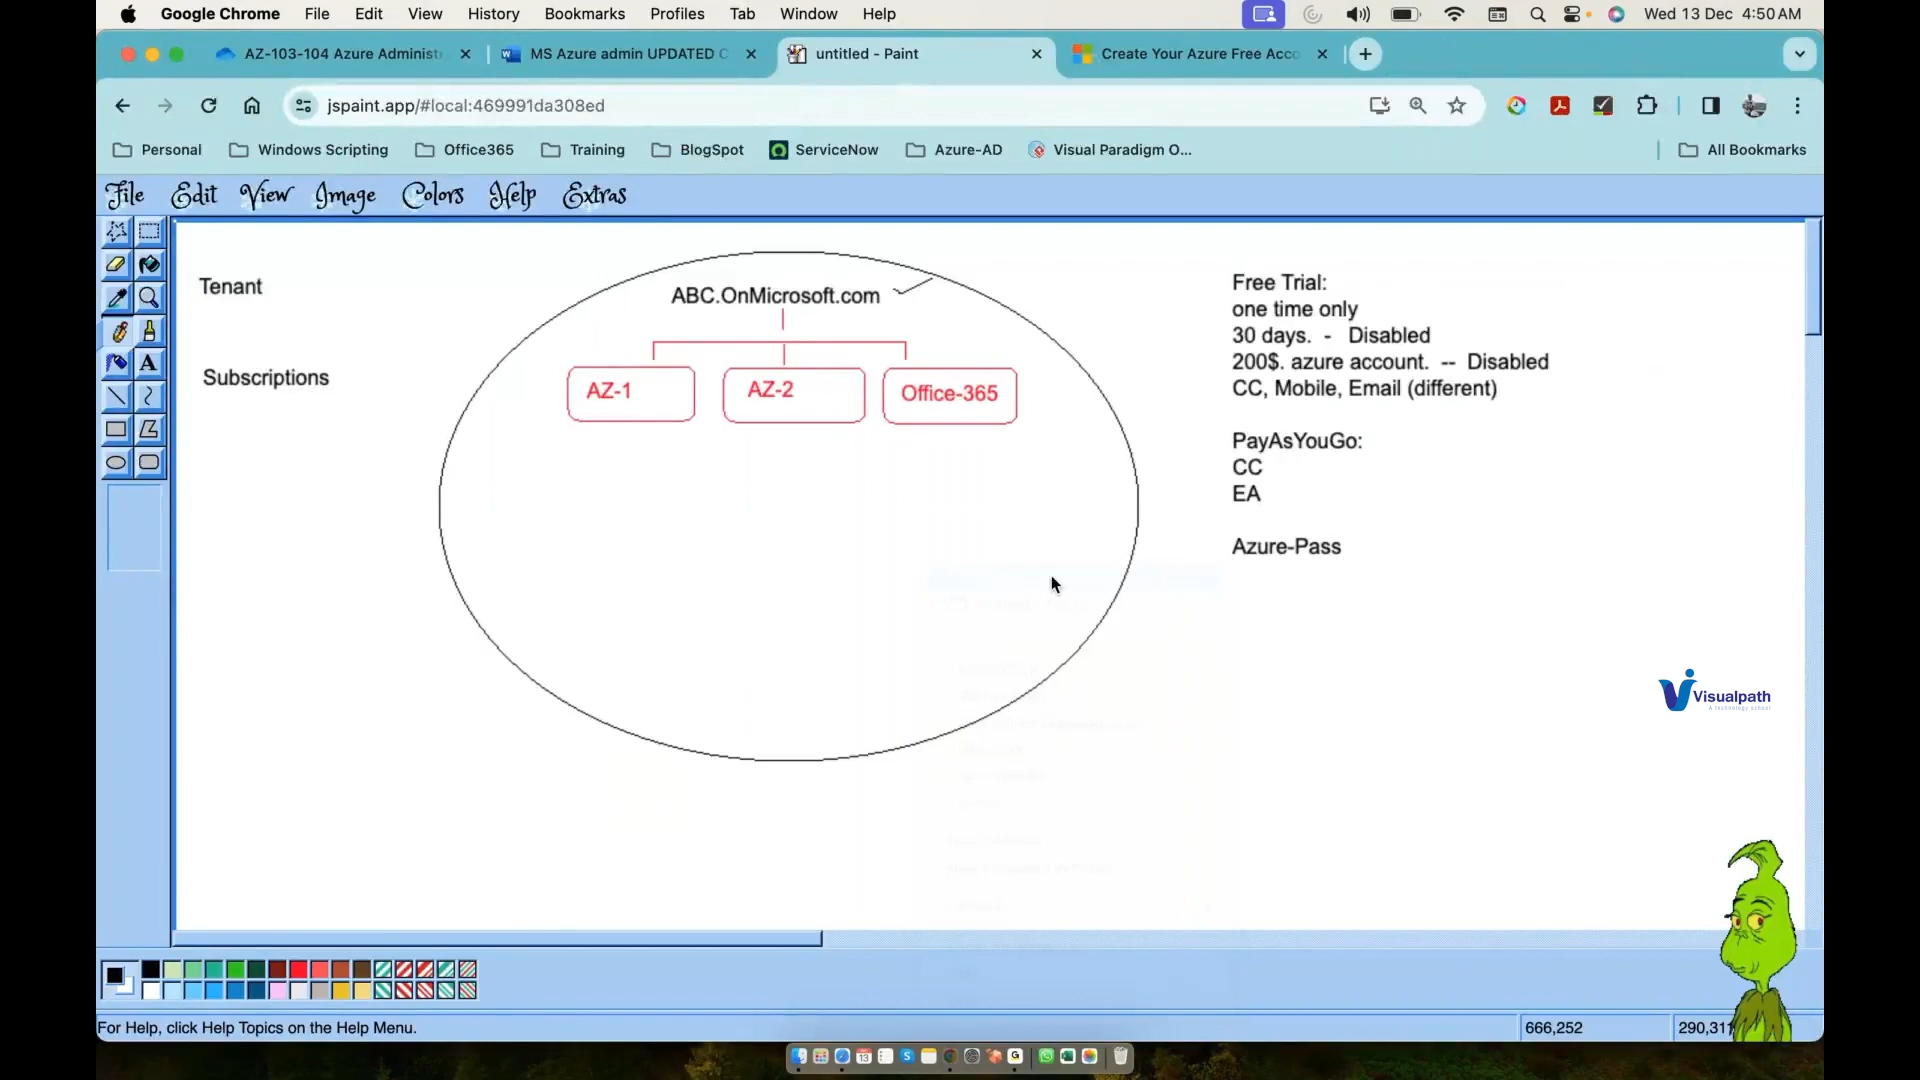 Google Chrome File Edit View History Bookmarks Profiles Tab Window Help Wed 13 Dec 4:50 AM
AZ-103-104 Azure Administr MS Azure admin UPDATED C untitled - Paint Create Your Azure Free Acco
jspaint.app/#local:469991da308ed
Personal Windows Scripting Office365 Training BlogSpot ServiceNow Azure-AD Visual Paradigm O... All Bookmarks
File Edit View Image Colors Help Extras
Tenant
Subscriptions
ABC.OnMicrosoft.com
AZ-1 AZ-2 Office-365
Free Trial:
one time only
30 days. - Disabled
200$. azure account. -- Disabled
CC, Mobile, Email (different)
PayAsYouGo:
CC
EA
Azure-Pass
Visualpath
A technology school
For Help, click Help Topics on the Help Menu.
666,252 290,311